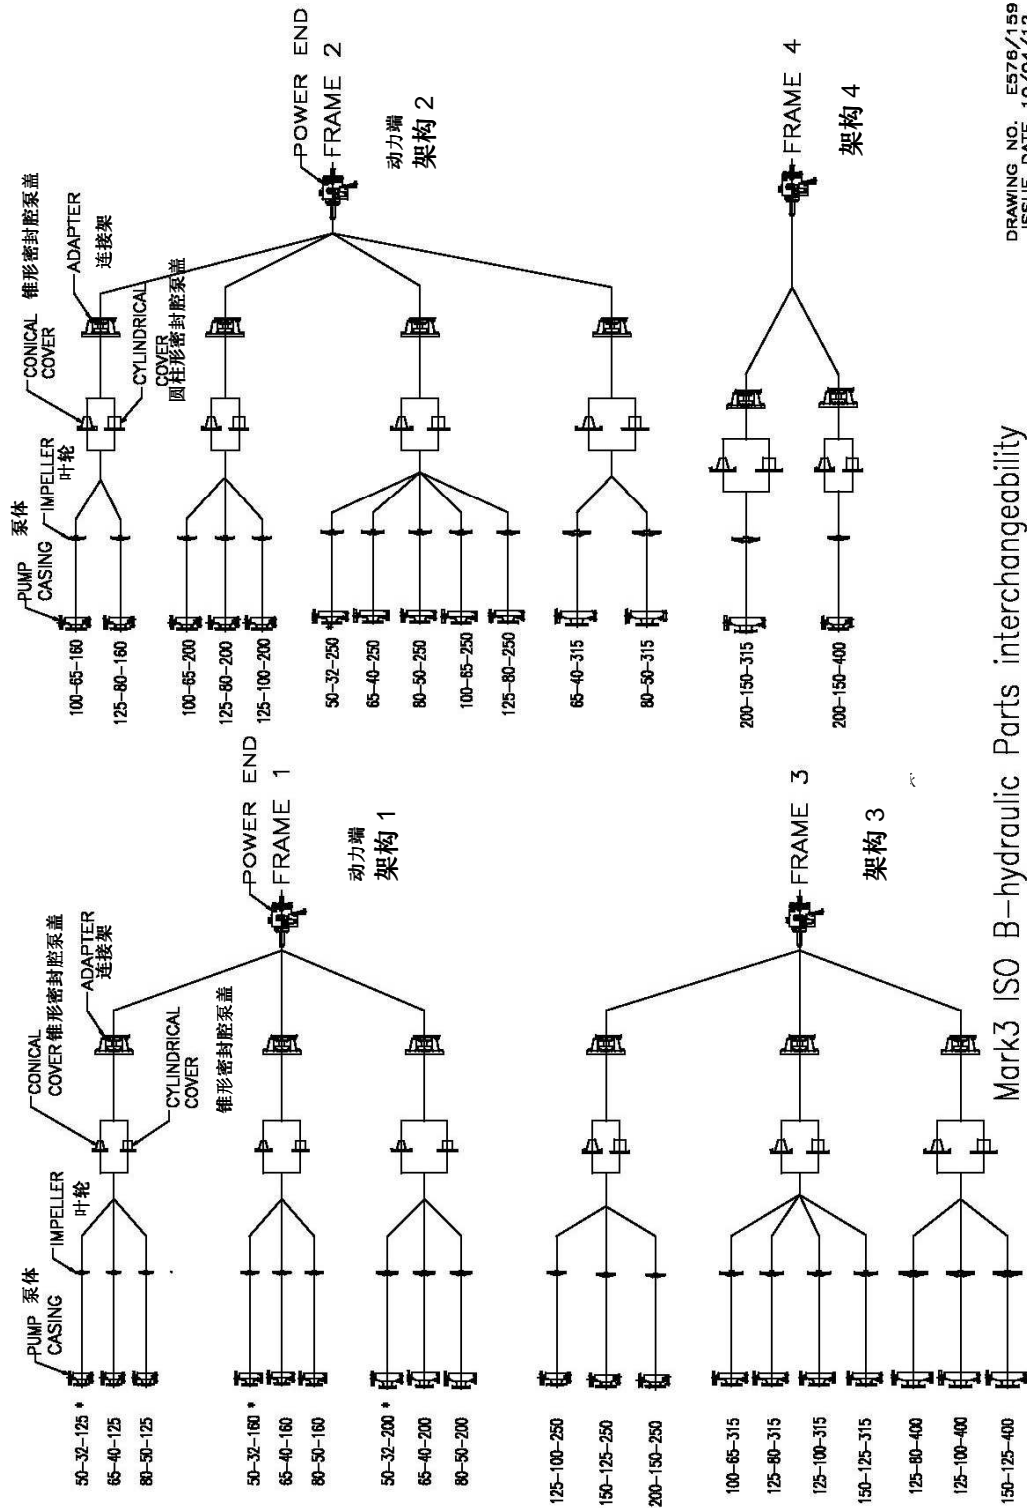 PUMP 泵体
CASING
IMPELLER
叶轮
CONICAL
COVER 锥形密封腔泵盖
ADAPTER
连接架
CYLINDRICAL
COVER
锥形密封腔泵盖
POWER END
FRAME 1
动力端
架构 1
50-32-125 *
65-40-125
80-50-125
50-32-160 *
65-40-160
80-50-160
50-32-200 *
65-40-200
80-50-200
PUMP 泵体
CASING
IMPELLER
叶轮
CONICAL 锥形密封腔泵盖
COVER
ADAPTER
连接架
CYLINDRICAL
COVER
圆柱形密封腔泵盖
POWER END
FRAME 2
动力端
架构 2
100-65-160
125-80-160
100-65-200
125-80-200
125-100-200
50-32-250
65-40-250
80-50-250
100-65-250
125-80-250
65-40-315
80-50-315
125-100-250
150-125-250
200-150-250
100-65-315
125-80-315
125-100-315
150-125-315
125-80-400
125-100-400
150-125-400
FRAME 3
架构 3
200-150-315
200-150-400
FRAME 4
架构 4
Mark3 ISO B-hydraulic Parts interchangeability
DRAWING NO. E576/159